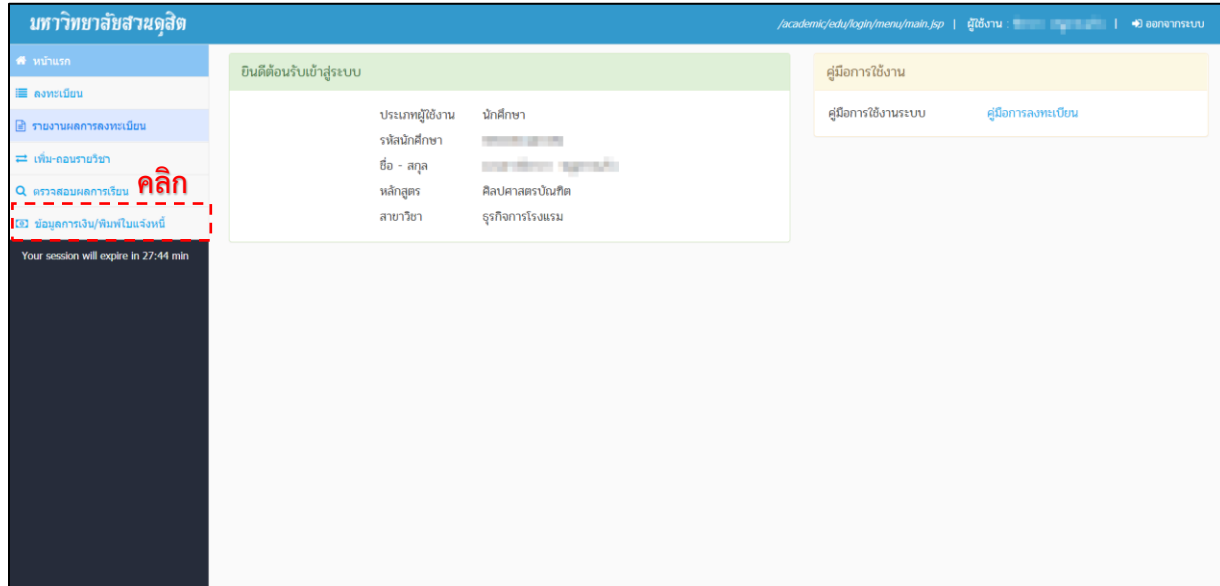 มหาวิทยาลัยสวนดุสิต
/academic/edu/login/menu/main.jsp | ผู้ใช้งาน : | ออกจากระบบ
หน้าแรก
ลงทะเบียน
รายงานผลการลงทะเบียน
เพิ่ม-ถอนรายวิชา
ตรวจสอบผลการเรียน
คลิก
ข้อมูลการเงิน/พิมพ์ใบแจ้งหนี้
Your session will expire in 27:44 min
ยินดีต้อนรับเข้าสู่ระบบ
ประเภทผู้ใช้งาน นักศึกษา
รหัสนักศึกษา
ชื่อ - สกุล
หลักสูตร ศิลปศาสตรบัณฑิต
สาขาวิชา ธุรกิจการโรงแรม
คู่มือการใช้งาน
คู่มือการใช้งานระบบ คู่มือการลงทะเบียน